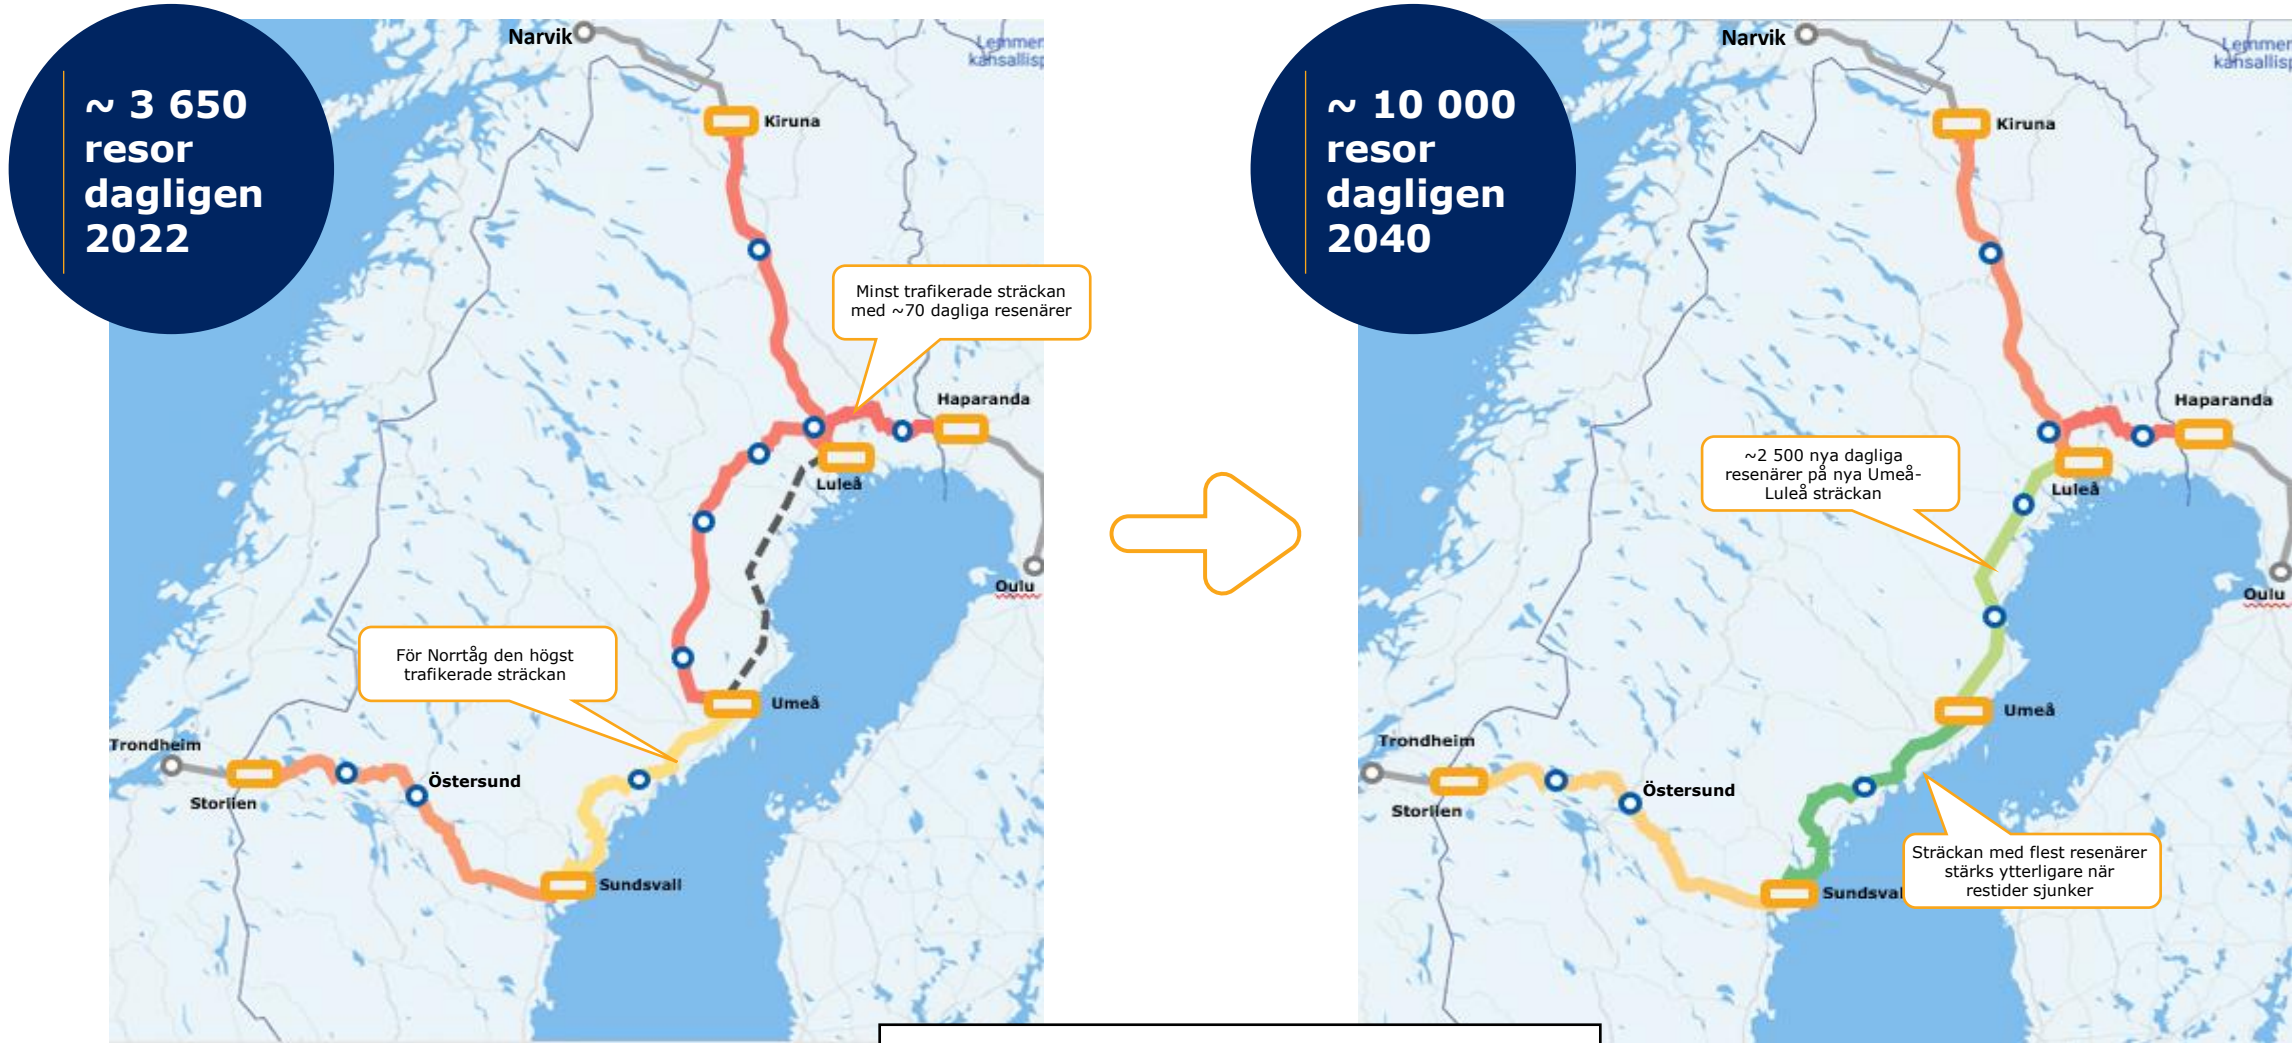 ~ 3 650
resor
dagligen
2022
Narvik
Kiruna
Minst trafikerade sträckan
med ~70 dagliga resenärer
Haparanda
Luleå
Oulu
För Norrtåg den högst
trafikerade sträckan
Umeå
Trondheim
Östersund
Storlien
Sundsvall
~ 10 000
resor
dagligen
2040
Narvik
Kiruna
Haparanda
~2 500 nya dagliga
resenärer på nya Umeå-
Luleå sträckan
Luleå
Oulu
Umeå
Trondheim
Östersund
Storlien
Sträckan med flest resenärer
stärks ytterligare när
restider sjunker